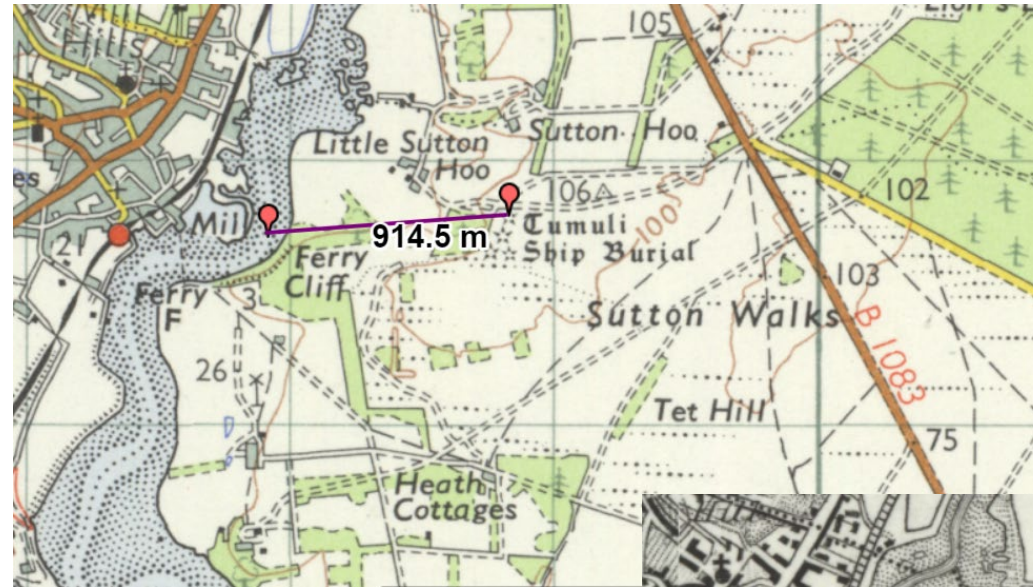 105
Little Sutton
Hoo
Sutton Hoo
106
102
Mill
914.5 m
Tumuli
Ship Burial
100
21
Ferry
Cliff
103
Ferry
F
3
Sutton Walks
B 1083
26
Tet Hill
75
Heath
Cottages